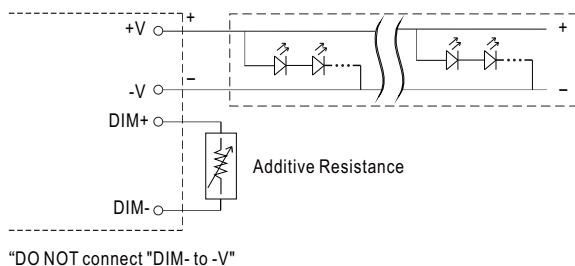 +V + +
-V − −
DIM+
Additive Resistance
DIM-
“DO NOT connect "DIM- to -V"